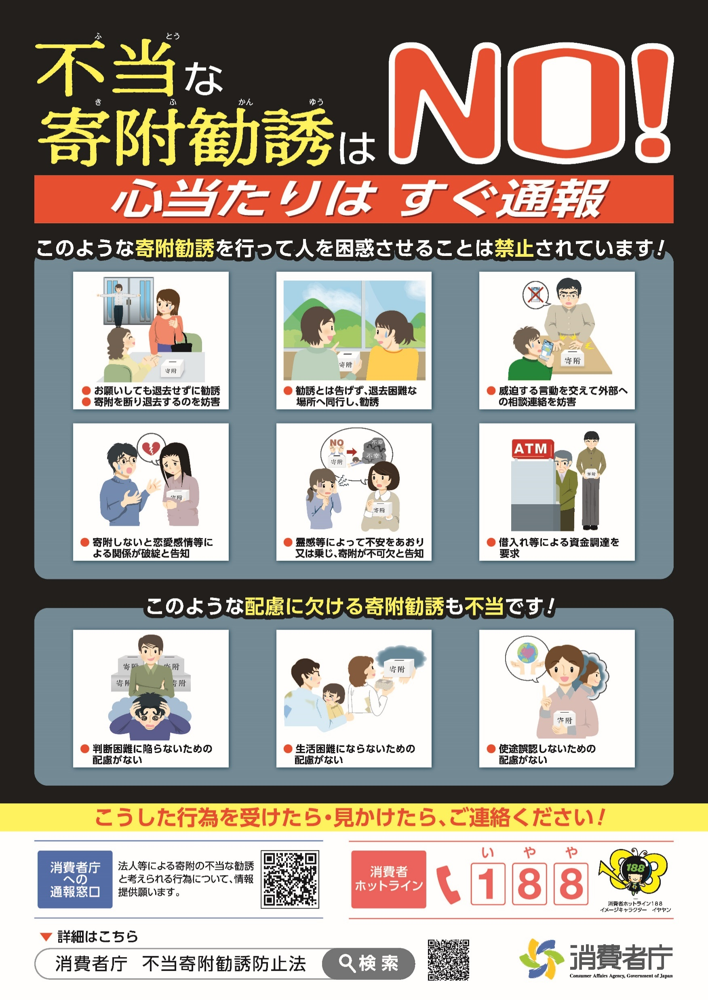 ふ とう
不当な
き ふ かん ゆう
寄附勧誘は NO!
心当たりは すぐ通報
このような寄附勧誘を行って人を困惑させることは禁止されています!
寄附
●お願いしても退去せずに勧誘
●寄附を断り退去するのを妨害
寄附
●勧誘とは告げず、退去困難な
場所へ同行し、勧誘
寄附
●威迫する言動を交えて外部へ
の相談連絡を妨害
寄附
●寄附しないと恋愛感情等に
よる関係が破綻と告知
NO
寄附
不幸
不幸
寄附
●霊感等によって不安をあおり
又は乗じ、寄附が不可欠と告知
ATM
寄附
●借入れ等による資金調達を
要求
このような配慮に欠ける寄附勧誘も不当です!
寄附 寄附
寄附 寄附
●判断困難に陥らないための
配慮がない
寄附
●生活困難にならないための
配慮がない
寄附
●使途誤認しないための
配慮がない
こうした行為を受けたら・見かけたら、ご連絡ください!
消費者庁
への
通報窓口
法人等による寄附の不当な勧誘
と考えられる行為について、情報
提供願います。
消費者
ホットライン
い や や
1 8 8
188
消費者ホットライン188
イメージキャラクター イヤヤン
▼詳細はこちら
消費者庁 不当寄附勧誘防止法 検索
消費者庁
Consumer Affairs Agency, Government of Japan